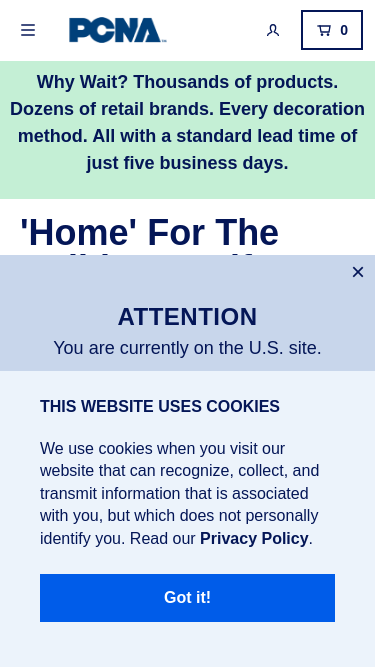 PCNA
0
Why Wait? Thousands of products.
Dozens of retail brands. Every decoration
method. All with a standard lead time of
just five business days.
'Home' For The
ATTENTION
You are currently on the U.S. site.
THIS WEBSITE USES COOKIES
We use cookies when you visit our
website that can recognize, collect, and
transmit information that is associated
with you, but which does not personally
identify you. Read our Privacy Policy.
Got it!